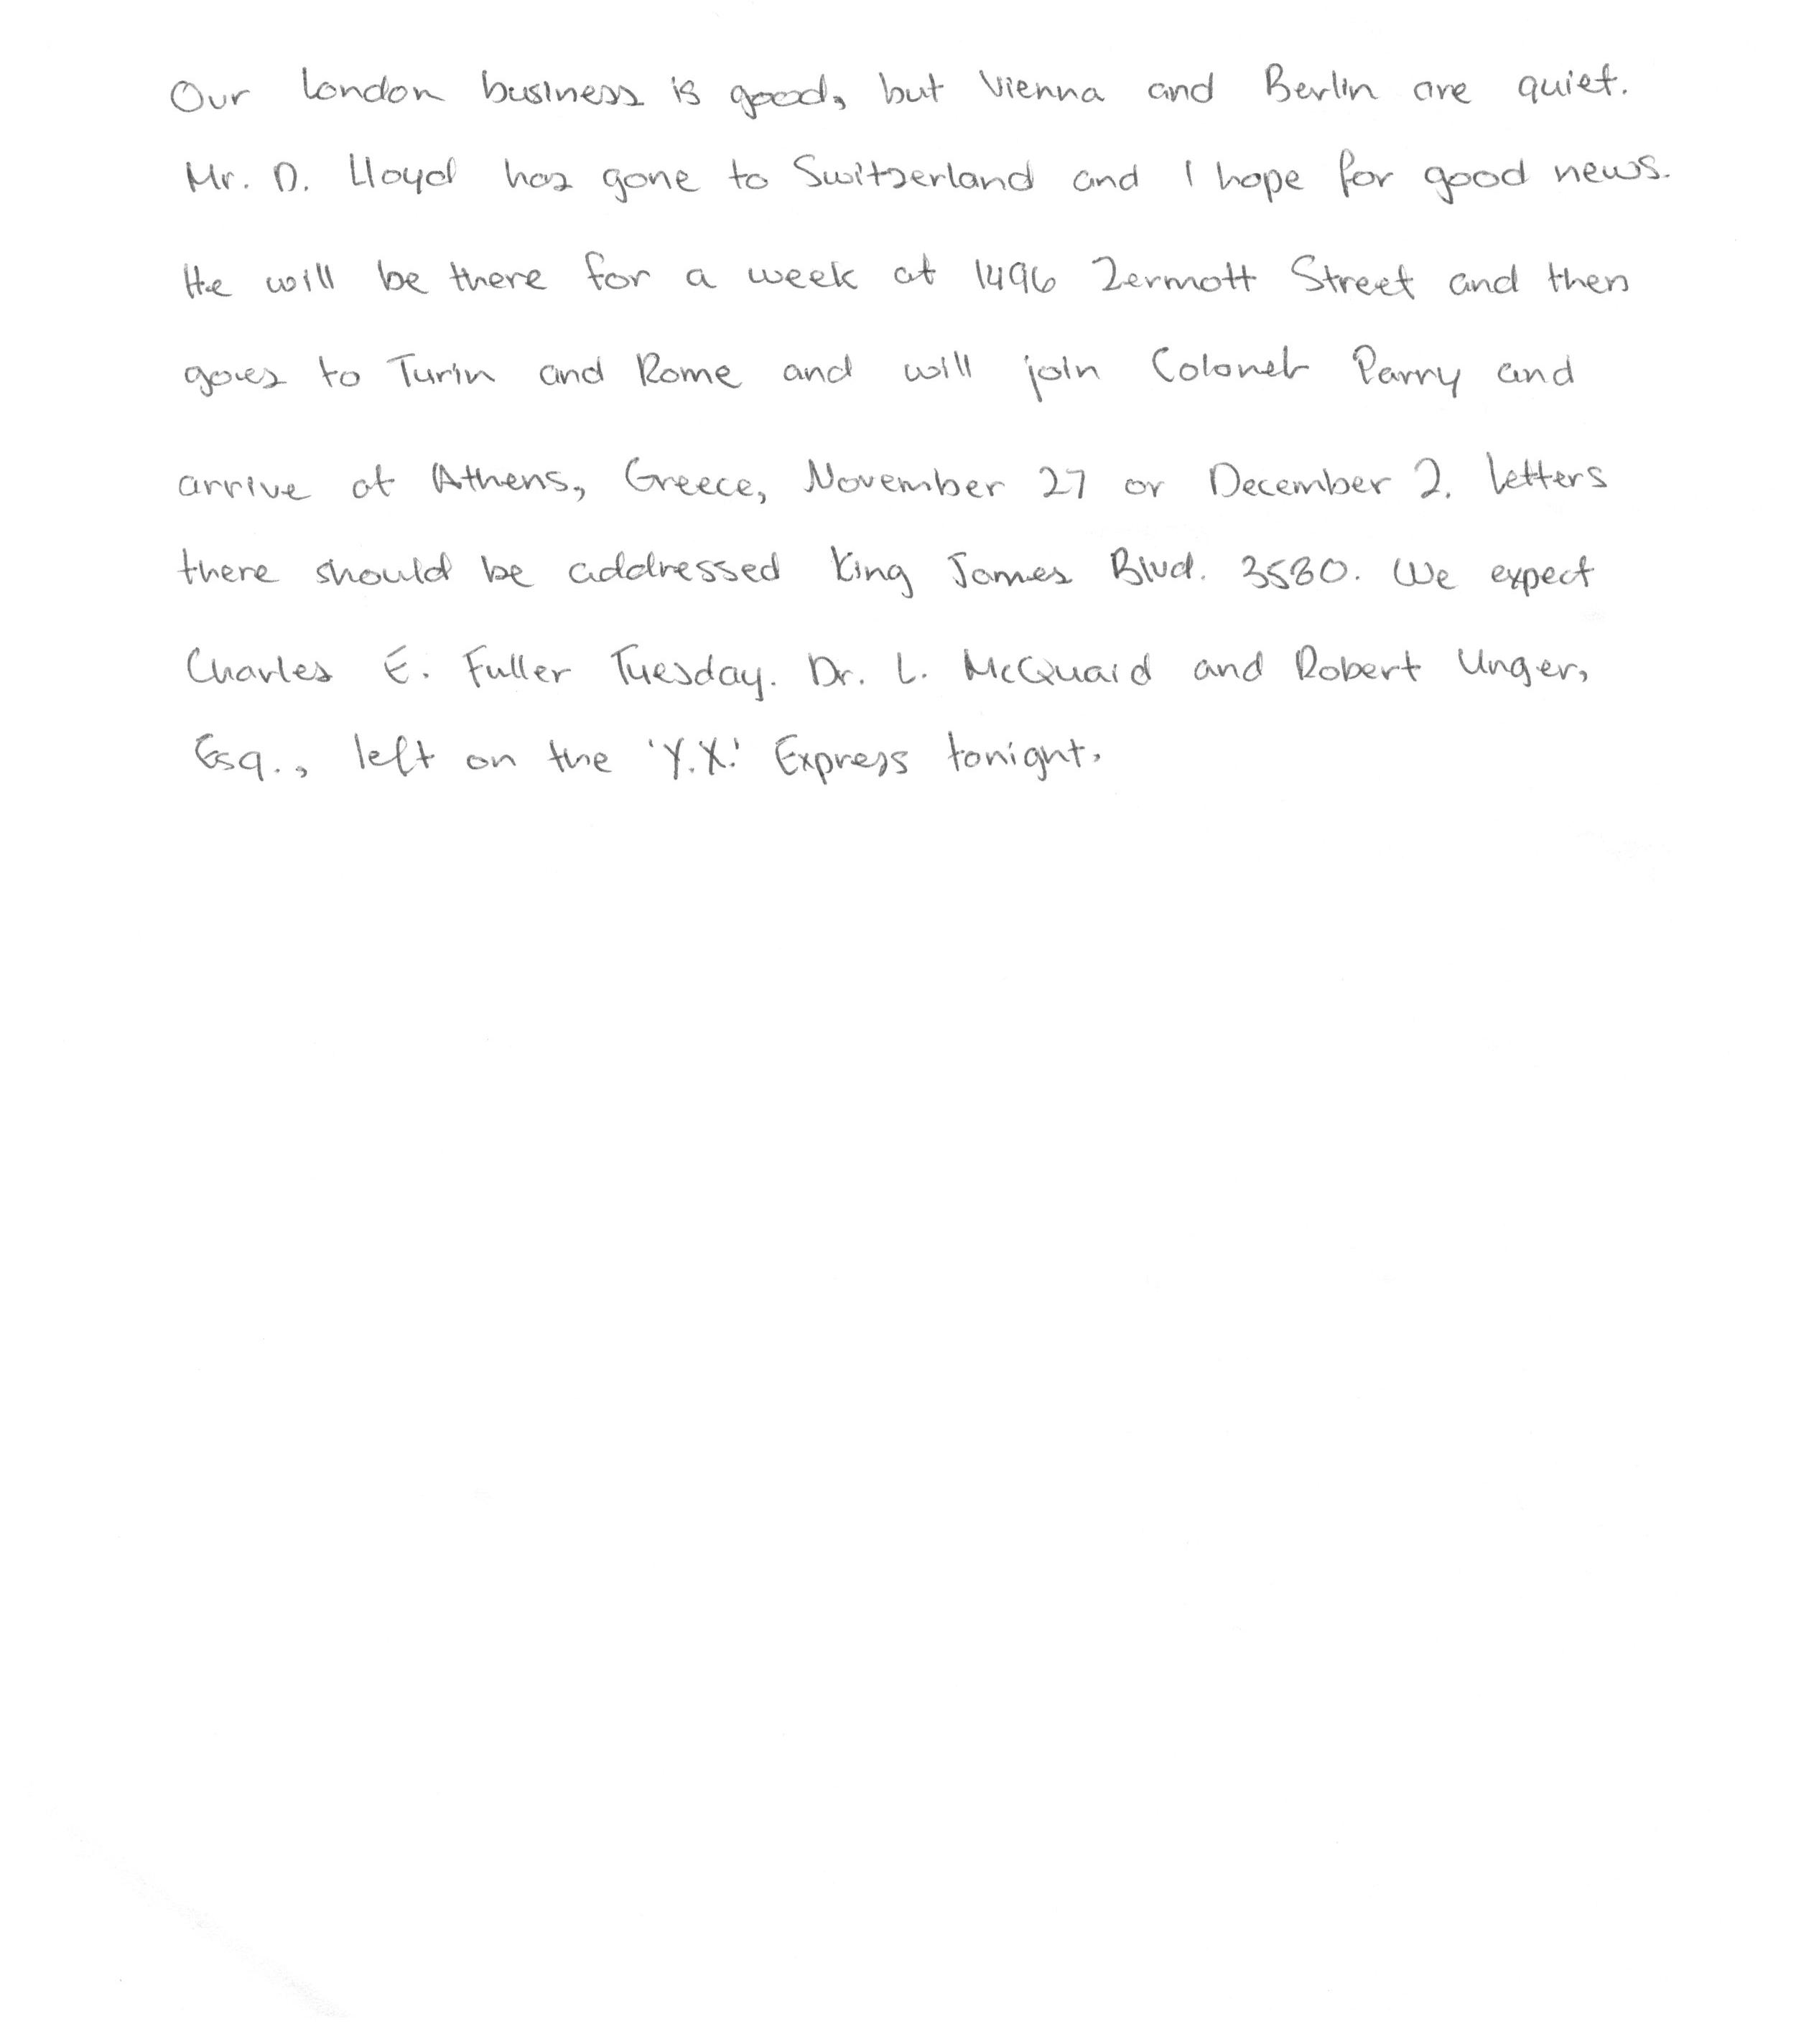 Our London business is good, but Vienna and Berlin are quiet.
Mr. D. Lloyd has gone to Switzerland and I hope for good news.
He will be there for a week at 1496 Zermott Street and then
goes to Turin and Rome and will join Colonel Parry and
arrive at Athens, Greece, November 27 or December 2. Letters
there should be addressed King James Blvd. 3580. We expect
Charles E. Fuller Tuesday. Dr. L. McQuaid and Robert Unger,
Esq., left on the 'Y.X.' Express tonight.